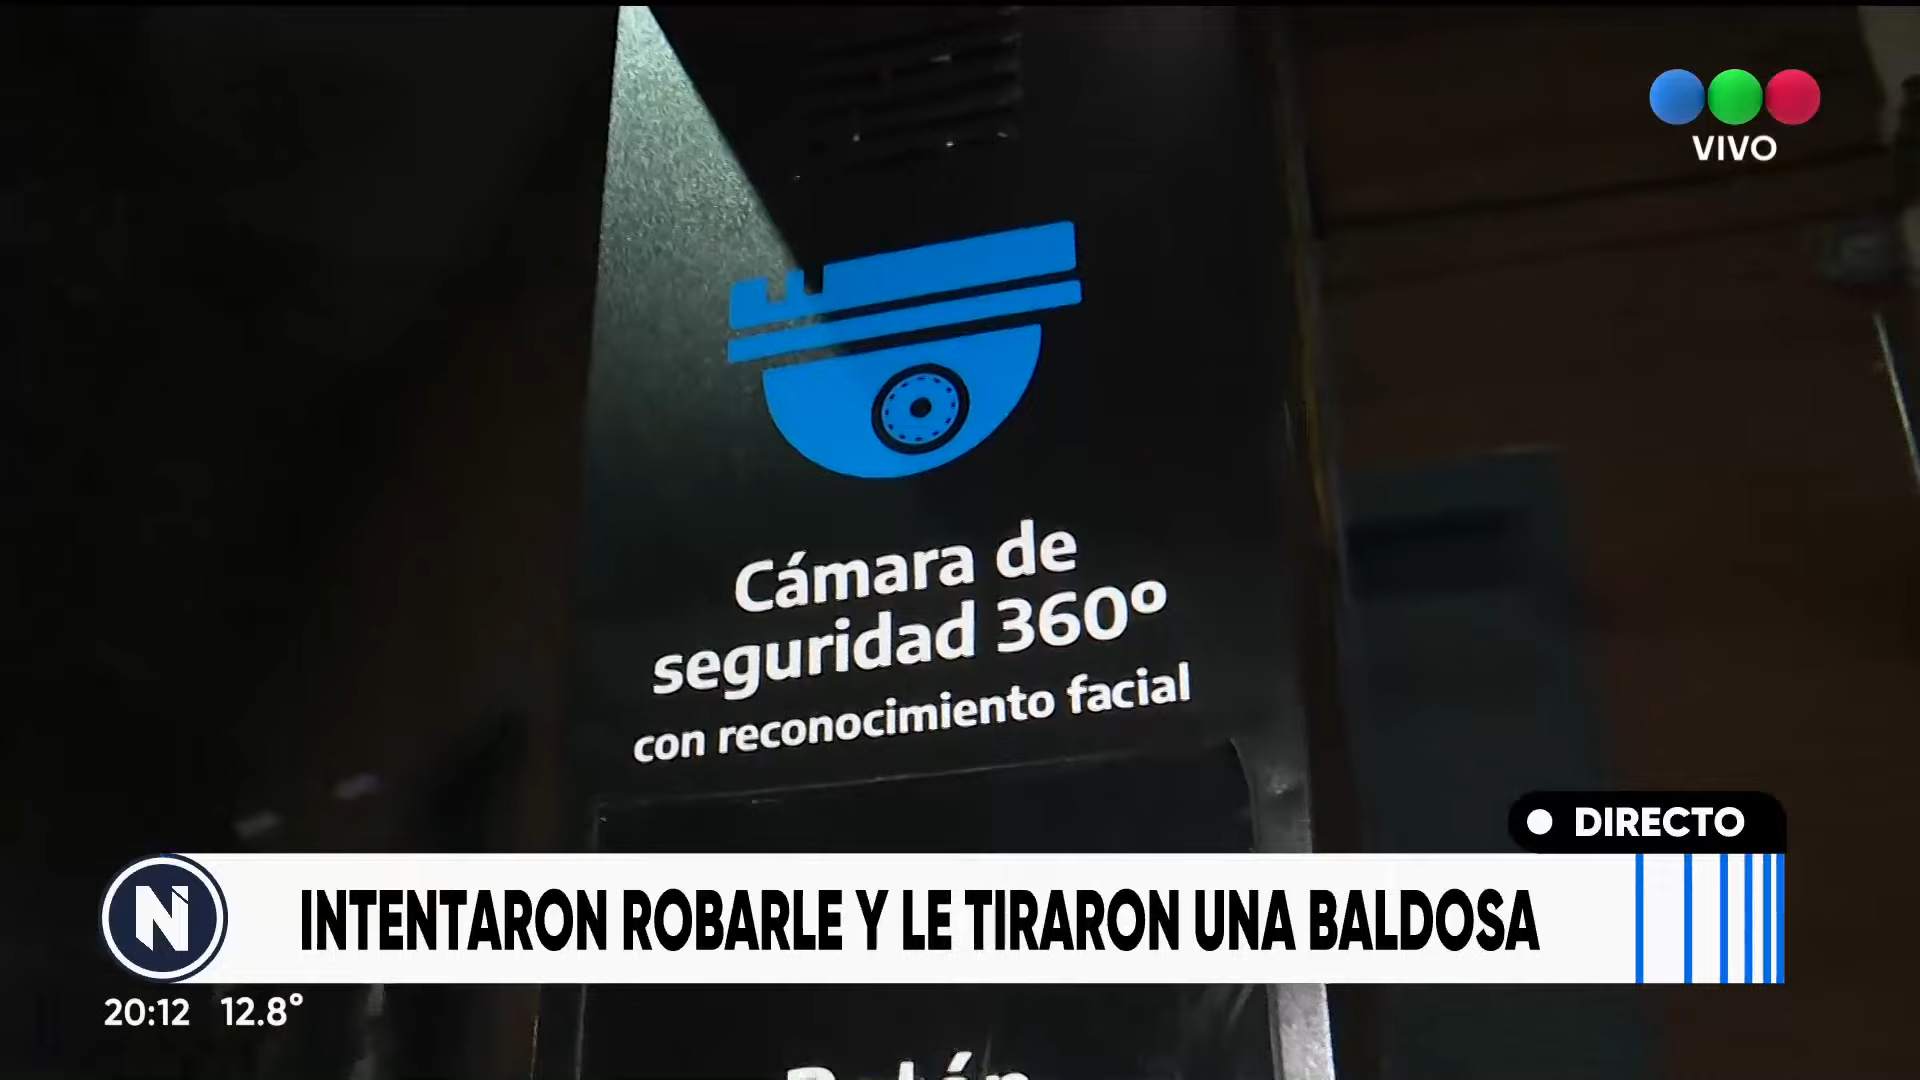 VIVO
Cámara de
seguridad 360º
con reconocimiento facial
DIRECTO
N
INTENTARON ROBARLE Y LE TIRARON UNA BALDOSA
20:12 12.8°